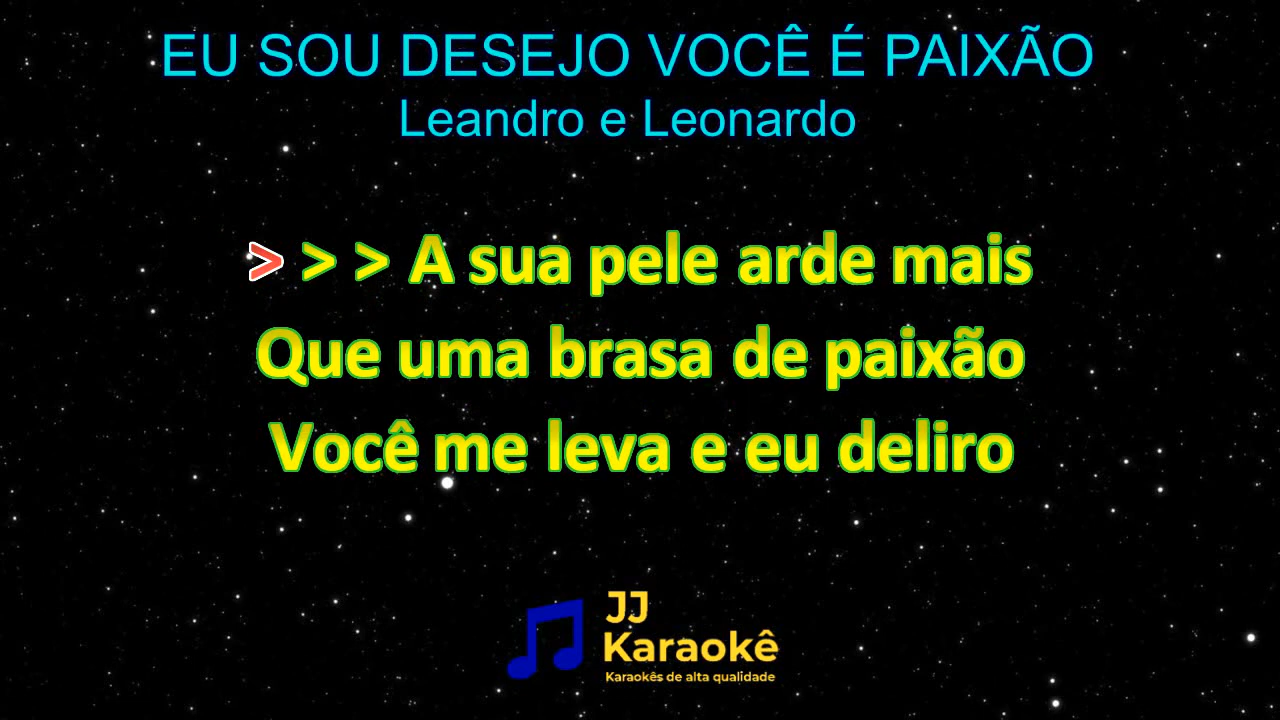 EU SOU DESEJO VOCÊ É PAIXÃO
Leandro e Leonardo
> > > A sua pele arde mais
Que uma brasa de paixão
Você me leva e eu deliro
JJ
Karaokê
Karaokês de alta qualidade